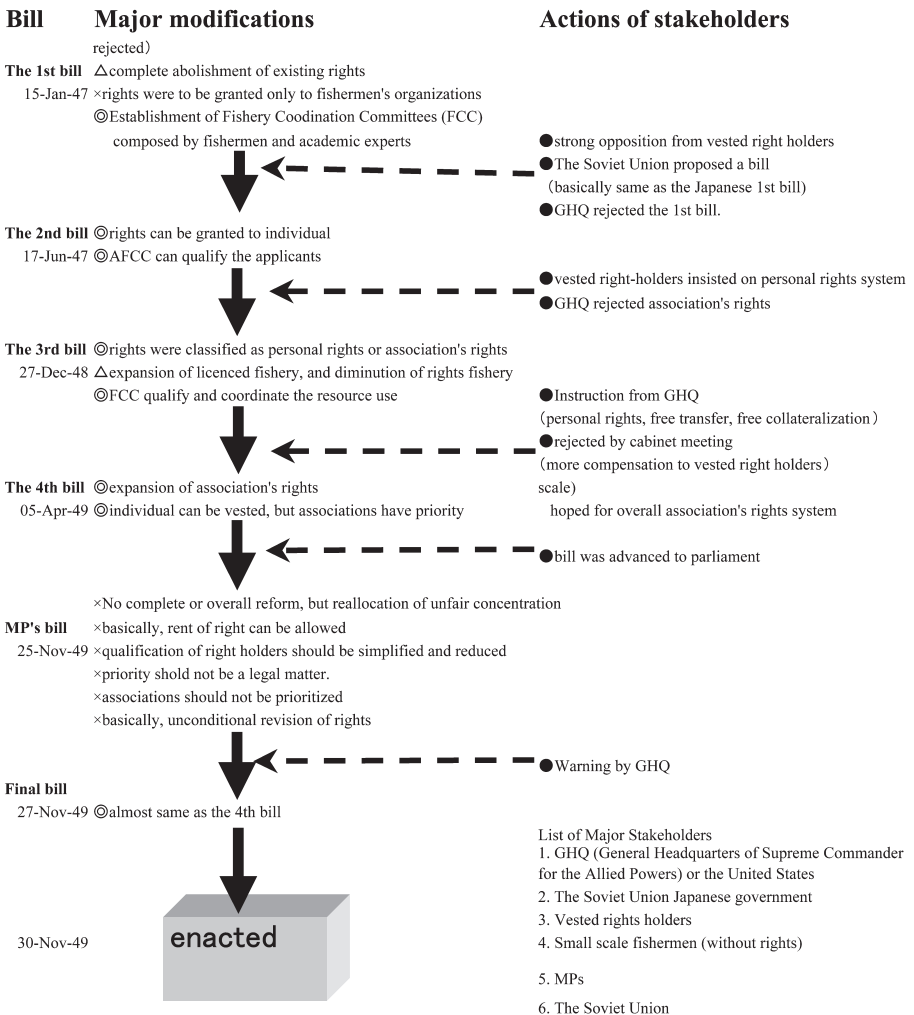 Bill Major modifications Actions of stakeholders
rejected）
The 1st bill △complete abolishment of existing rights
15-Jan-47 ×rights were to be granted only to fishermen's organizations
◎Establishment of Fishery Coodination Committees (FCC)
composed by fishermen and academic experts
●strong opposition from vested right holders
●The Soviet Union proposed a bill
（basically same as the Japanese 1st bill）
●GHQ rejected the 1st bill.
The 2nd bill ◎rights can be granted to individual
17-Jun-47 ◎AFCC can qualify the applicants
●vested right-holders insisted on personal rights system
●GHQ rejected association's rights
The 3rd bill ◎rights were classified as personal rights or association's rights
27-Dec-48 △expansion of licenced fishery, and diminution of rights fishery
◎FCC qualify and coordinate the resource use
●Instruction from GHQ
（personal rights, free transfer, free collateralization）
●rejected by cabinet meeting
（more compensation to vested right holders）
scale)
hoped for overall association's rights system
The 4th bill ◎expansion of association's rights
05-Apr-49 ◎individual can be vested, but associations have priority
●bill was advanced to parliament
×No complete or overall reform, but reallocation of unfair concentration
MP's bill ×basically, rent of right can be allowed
25-Nov-49 ×qualification of right holders should be simplified and reduced
×priority shold not be a legal matter.
×associations should not be prioritized
×basically, unconditional revision of rights
●Warning by GHQ
Final bill
27-Nov-49 ◎almost same as the 4th bill
30-Nov-49 enacted
List of Major Stakeholders
1. GHQ (General Headquarters of Supreme Commander
for the Allied Powers) or the United States
2. The Soviet Union Japanese government
3. Vested rights holders
4. Small scale fishermen (without rights)
5. MPs
6. The Soviet Union